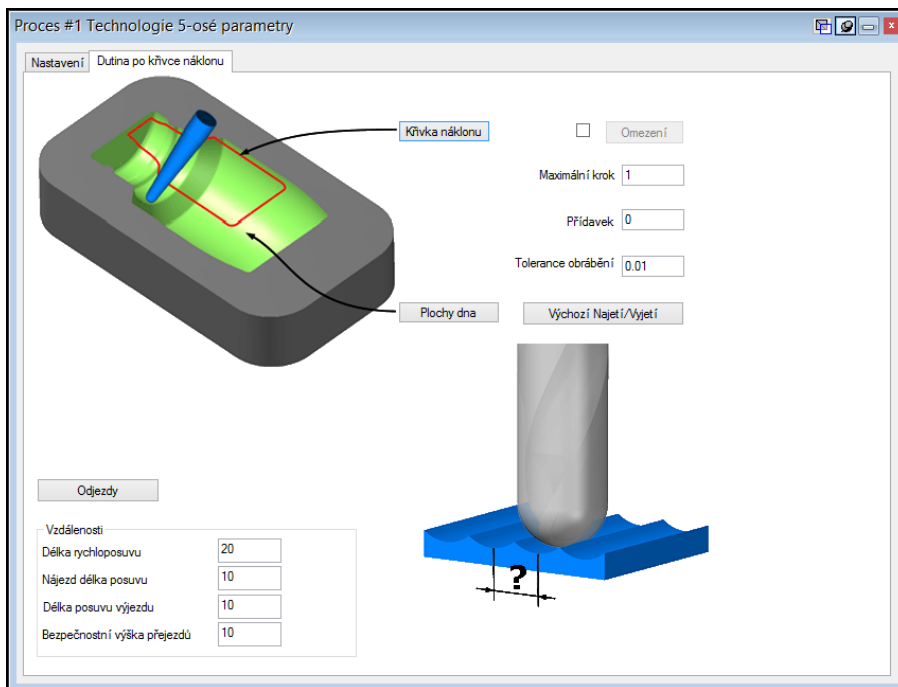 Proces #1 Technologie 5-osé parametry
Nastavení
Dutina po křivce náklonu
Křivka náklonu
Omezení
Maximální krok 1
Přídavek 0
Tolerance obrábění 0.01
Plochy dna
Výchozí Najetí/Vyjetí
Odjezdy
?
Vzdálenosti
Délka rychloposuvu 20
Nájezd délka posuvu 10
Délka posuvu výjezdu 10
Bezpečnostní výška přejezdů 10